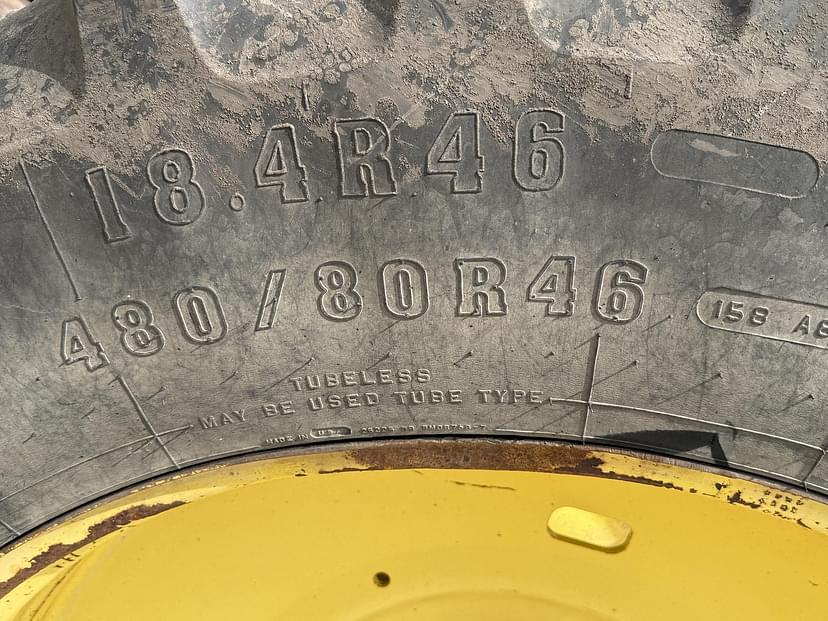 18.4R46
480/80R46
158 A8
TUBELESS
MAY BE USED TUBE TYPE
MADE IN U.S.A.